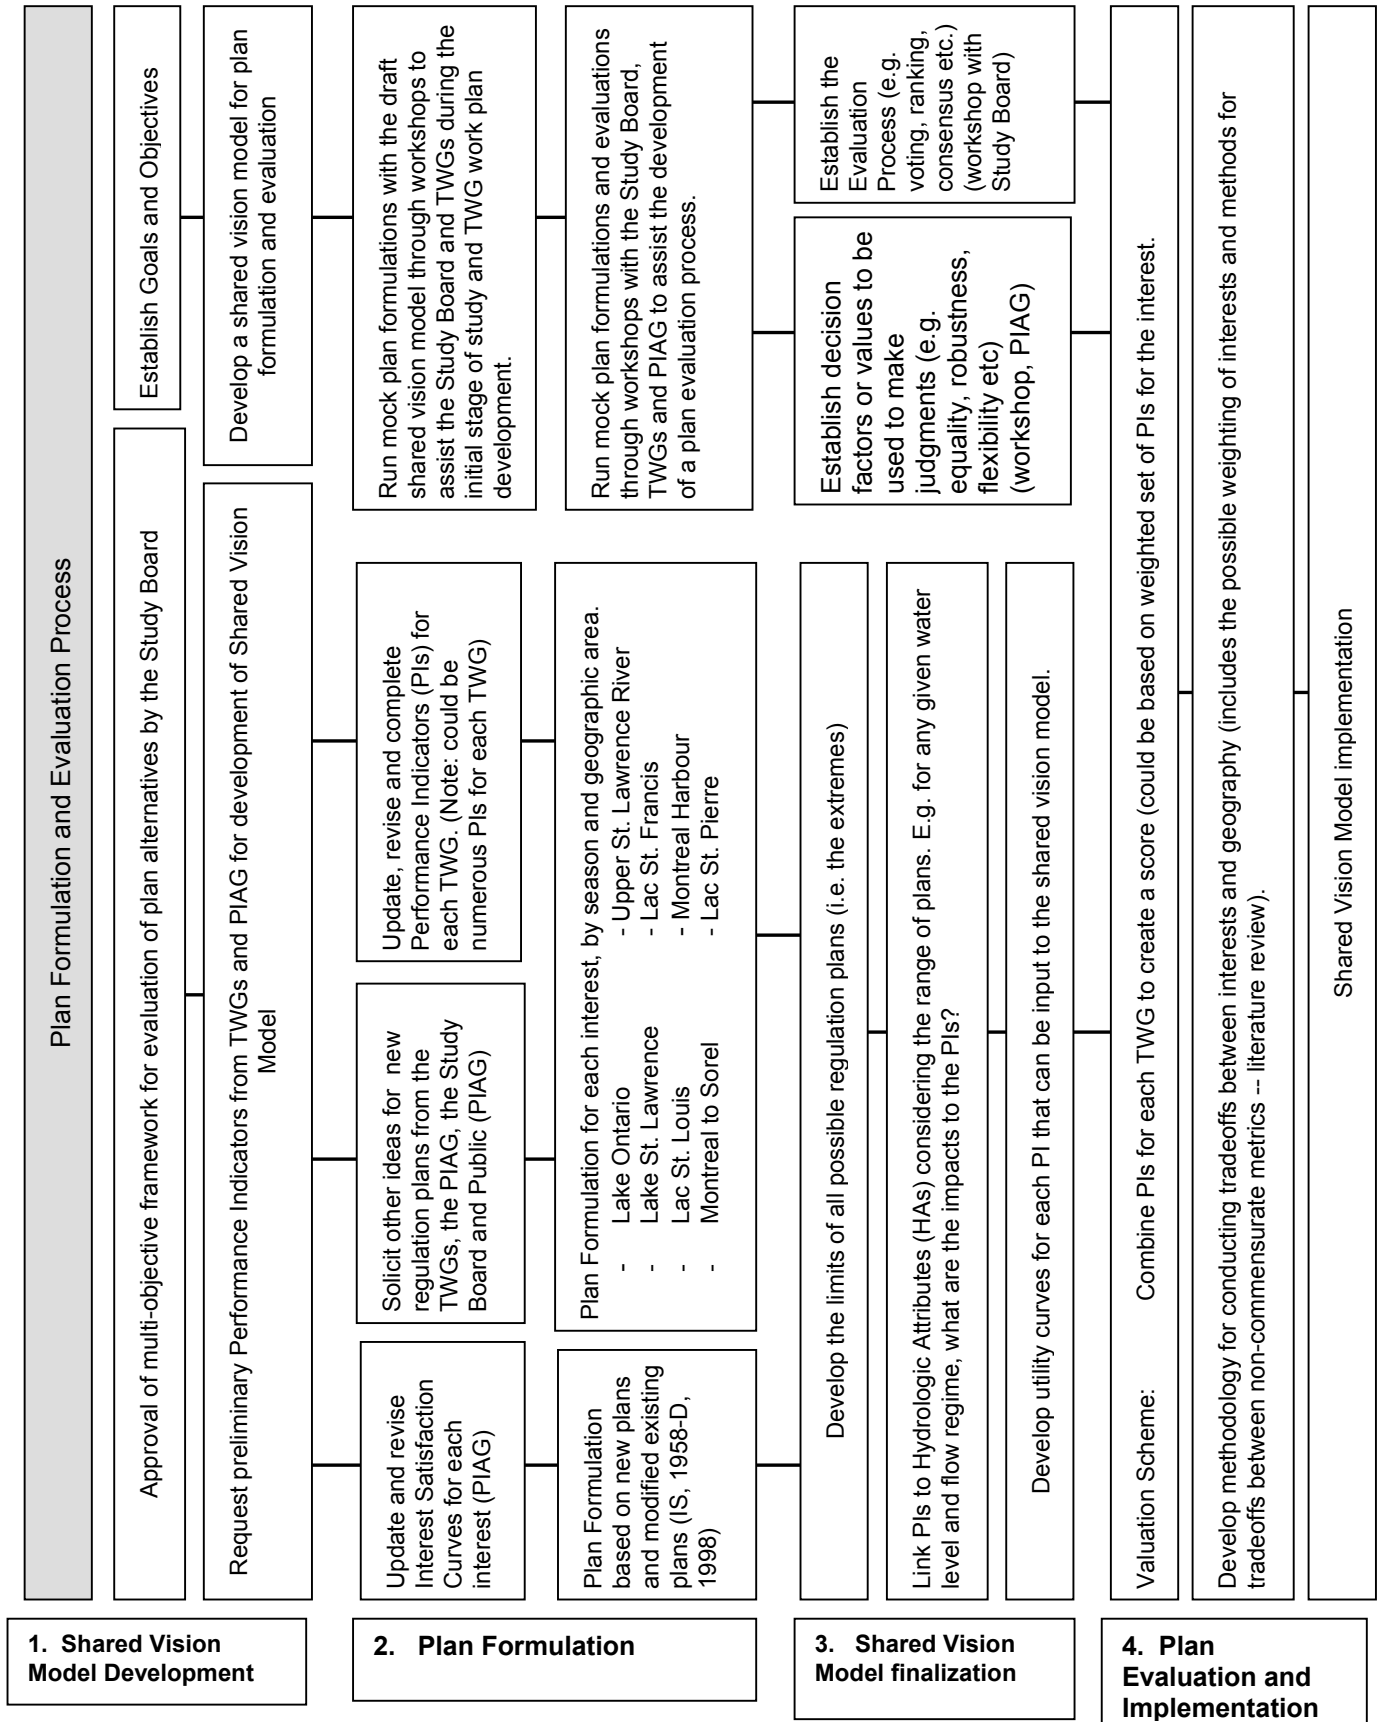 Plan Formulation and Evaluation Process
Approval of multi-objective framework for evaluation of plan alternatives by the Study Board
Establish Goals and Objectives
Request preliminary Performance Indicators from TWGs and PIAG for development of Shared Vision
Model
Develop a shared vision model for plan
formulation and evaluation
Update and revise
Interest Satisfaction
Curves for each
interest (PIAG)
Solicit other ideas for new
regulation plans from the
TWGs, the PIAG, the Study
Board and Public (PIAG)
Update, revise and complete
Performance Indicators (PIs) for
each TWG. (Note: could be
numerous PIs for each TWG)
Run mock plan formulations with the draft
shared vision model through workshops to
assist the Study Board and TWGs during the
initial stage of study and TWG work plan
development.
Plan Formulation
based on new plans
and modified existing
plans (IS, 1958-D,
1998)
Plan Formulation for each interest, by season and geographic area.
- Lake Ontario - Upper St. Lawrence River
- Lake St. Lawrence - Lac St. Francis
- Lac St. Louis - Montreal Harbour
- Montreal to Sorel - Lac St. Pierre
Run mock plan formulations and evaluations
through workshops with the Study Board,
TWGs and PIAG to assist the development
of a plan evaluation process.
Develop the limits of all possible regulation plans (i.e. the extremes)
Link PIs to Hydrologic Attributes (HAs) considering the range of plans. E.g. for any given water
level and flow regime, what are the impacts to the PIs?
Develop utility curves for each PI that can be input to the shared vision model.
Establish decision
factors or values to be
used to make
judgments (e.g.
equality, robustness,
flexibility etc)
(workshop, PIAG)
Establish the
Evaluation
Process (e.g.
voting, ranking,
consensus etc.)
(workshop with
Study Board)
Valuation Scheme: Combine PIs for each TWG to create a score (could be based on weighted set of PIs for the interest.
Develop methodology for conducting tradeoffs between interests and geography (includes the possible weighting of interests and methods for
tradeoffs between non-commensurate metrics -- literature review).
Shared Vision Model implementation
1. Shared Vision
Model Development
2. Plan Formulation
3. Shared Vision
Model finalization
4. Plan
Evaluation and
Implementation